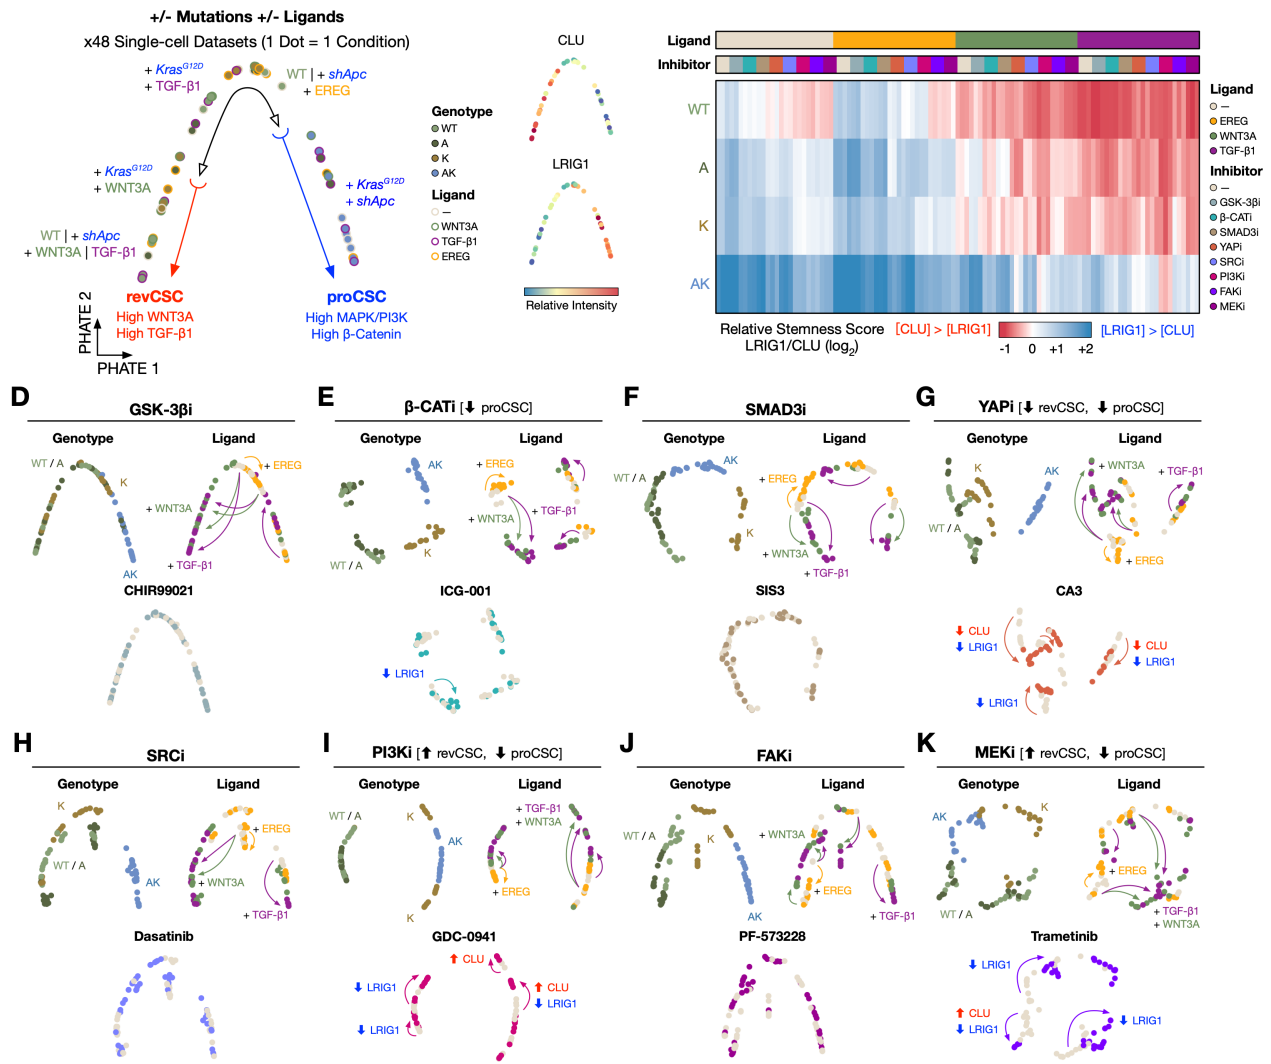 +/- Mutations +/- Ligands
x48 Single-cell Datasets (1 Dot = 1 Condition)
+ Kras^G12D
+ TGF-β1
WT | + shApc
+ EREG
+ Kras^G12D
+ WNT3A
+ Kras^G12D
+ shApc
WT | + shApc
+ WNT3A | TGF-β1
revCSC
High WNT3A
High TGF-β1
proCSC
High MAPK/PI3K
High β-Catenin
PHATE 2
PHATE 1
Genotype
WT
A
K
AK
Ligand
—
WNT3A
TGF-β1
EREG
CLU
LRIG1
Relative Intensity
Ligand
Inhibitor
WT
A
K
AK
Relative Stemness Score
LRIG1/CLU (log2)
[CLU] > [LRIG1]
-1 0 +1 +2
[LRIG1] > [CLU]
Ligand
—
EREG
WNT3A
TGF-β1
Inhibitor
—
GSK-3βi
β-CATi
SMAD3i
YAPi
SRCi
PI3Ki
FAKi
MEKi
D
GSK-3βi
Genotype
Ligand
WT / A
K
AK
+ EREG
+ WNT3A
+ TGF-β1
CHIR99021
E
β-CATi [⬇ proCSC]
Genotype
Ligand
AK
K
WT / A
+ EREG
+ WNT3A
+ TGF-β1
ICG-001
⬇ LRIG1
F
SMAD3i
Genotype
Ligand
WT / A
AK
K
+ EREG
+ WNT3A
+ TGF-β1
SIS3
G
YAPi [⬇ revCSC, ⬇ proCSC]
Genotype
Ligand
K
AK
WT / A
+ WNT3A
+ TGF-β1
+ EREG
CA3
⬇ CLU
⬇ LRIG1
⬇ CLU
⬇ LRIG1
⬇ LRIG1
H
SRCi
Genotype
Ligand
K
WT / A
AK
+ EREG
+ WNT3A
+ TGF-β1
Dasatinib
I
PI3Ki [⬆ revCSC, ⬇ proCSC]
Genotype
Ligand
WT / A
K
AK
K
+ TGF-β1
+ WNT3A
+ EREG
GDC-0941
⬆ CLU
⬇ LRIG1
⬆ CLU
⬇ LRIG1
⬇ LRIG1
J
FAKi
Genotype
Ligand
WT / A
K
AK
+ WNT3A
+ EREG
+ TGF-β1
PF-573228
K
MEKi [⬆ revCSC, ⬇ proCSC]
Genotype
Ligand
AK
K
WT / A
+ EREG
+ TGF-β1
+ WNT3A
Trametinib
⬇ LRIG1
⬆ CLU
⬇ LRIG1
⬇ LRIG1